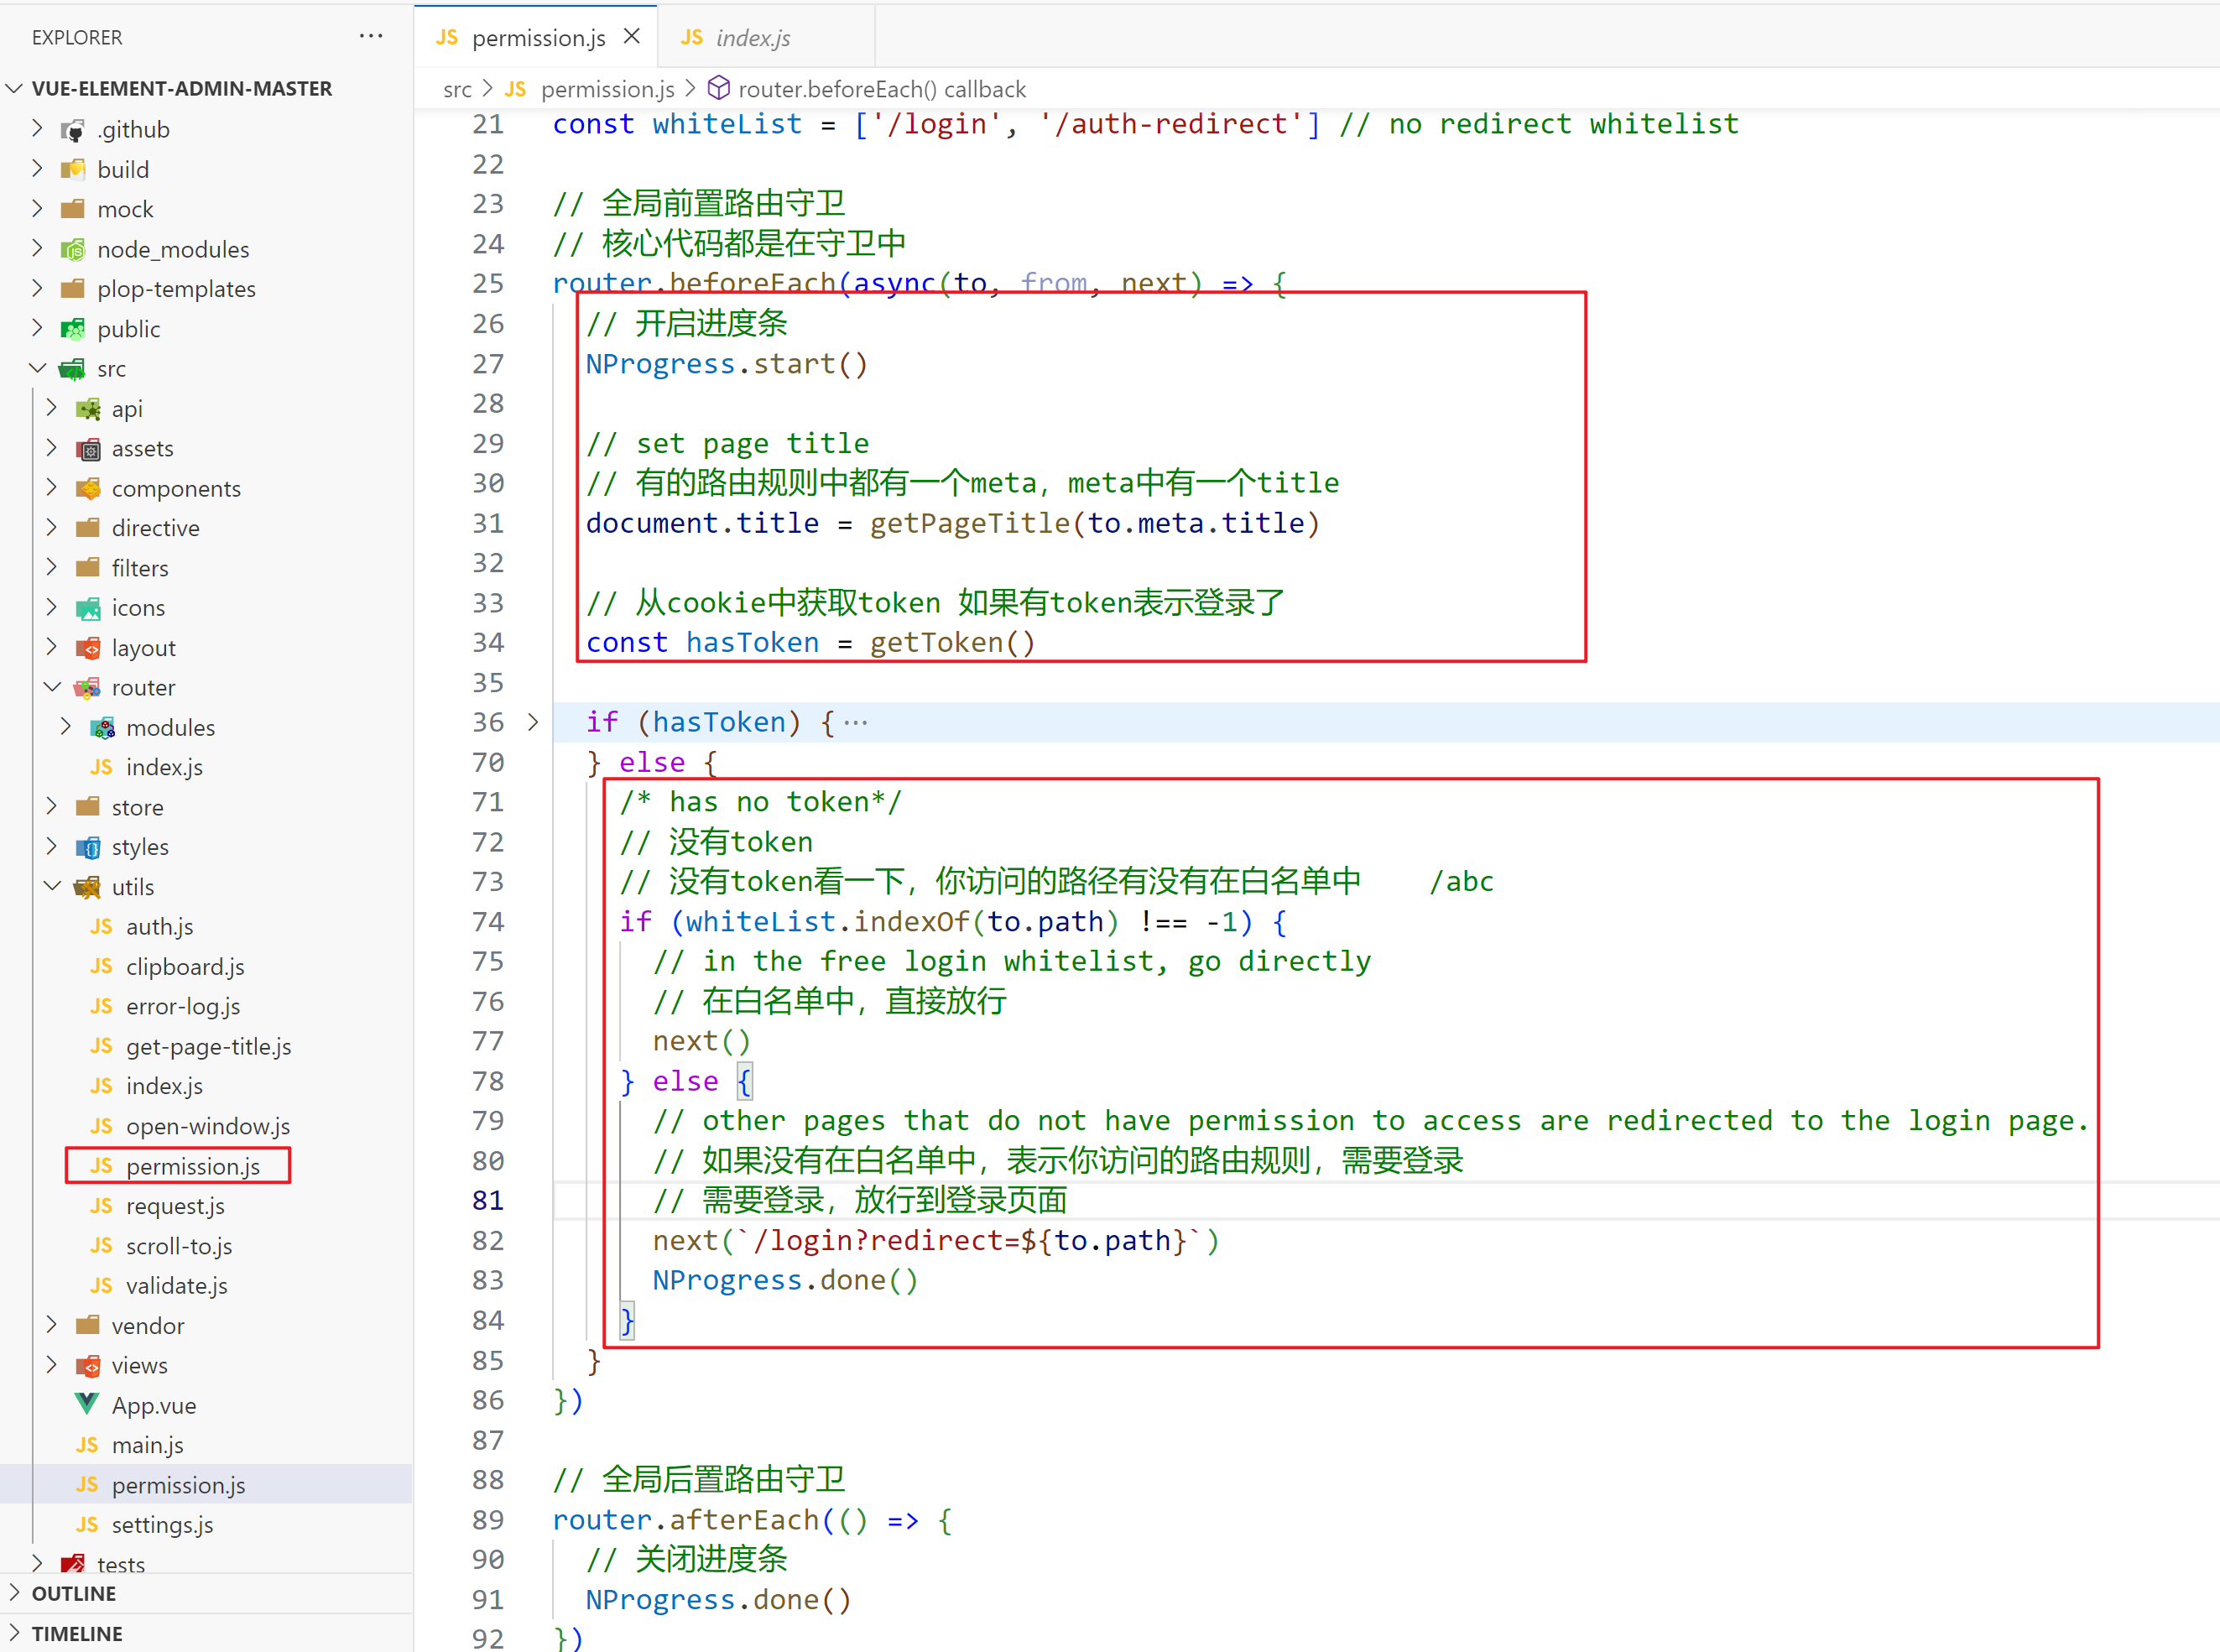 EXPLORER ···
VUE-ELEMENT-ADMIN-MASTER
.github
build
mock
node_modules
plop-templates
public
src
api
assets
components
directive
filters
icons
layout
router
modules
JS index.js
store
styles
utils
JS auth.js
JS clipboard.js
JS error-log.js
JS get-page-title.js
JS index.js
JS open-window.js
JS permission.js
JS request.js
JS scroll-to.js
JS validate.js
vendor
views
App.vue
JS main.js
JS permission.js
JS settings.js
tests
OUTLINE
TIMELINE
JS permission.js
JS index.js
src > JS permission.js > router.beforeEach() callback
21 const whiteList = ['/login', '/auth-redirect'] // no redirect whitelist
22
23 // 全局前置路由守卫
24 // 核心代码都是在守卫中
25 router.beforeEach(async(to, from, next) => {
26 // 开启进度条
27 NProgress.start()
28
29 // set page title
30 // 有的路由规则中都有一个meta，meta中有一个title
31 document.title = getPageTitle(to.meta.title)
32
33 // 从cookie中获取token 如果有token表示登录了
34 const hasToken = getToken()
35
36 if (hasToken) {···
70 } else {
71 /* has no token*/
72 // 没有token
73 // 没有token看一下，你访问的路径有没有在白名单中 /abc
74 if (whiteList.indexOf(to.path) !== -1) {
75 // in the free login whitelist, go directly
76 // 在白名单中，直接放行
77 next()
78 } else {
79 // other pages that do not have permission to access are redirected to the login page.
80 // 如果没有在白名单中，表示你访问的路由规则，需要登录
81 // 需要登录，放行到登录页面
82 next(`/login?redirect=${to.path}`)
83 NProgress.done()
84 }
85 }
86 })
87
88 // 全局后置路由守卫
89 router.afterEach(() => {
90 // 关闭进度条
91 NProgress.done()
92 })